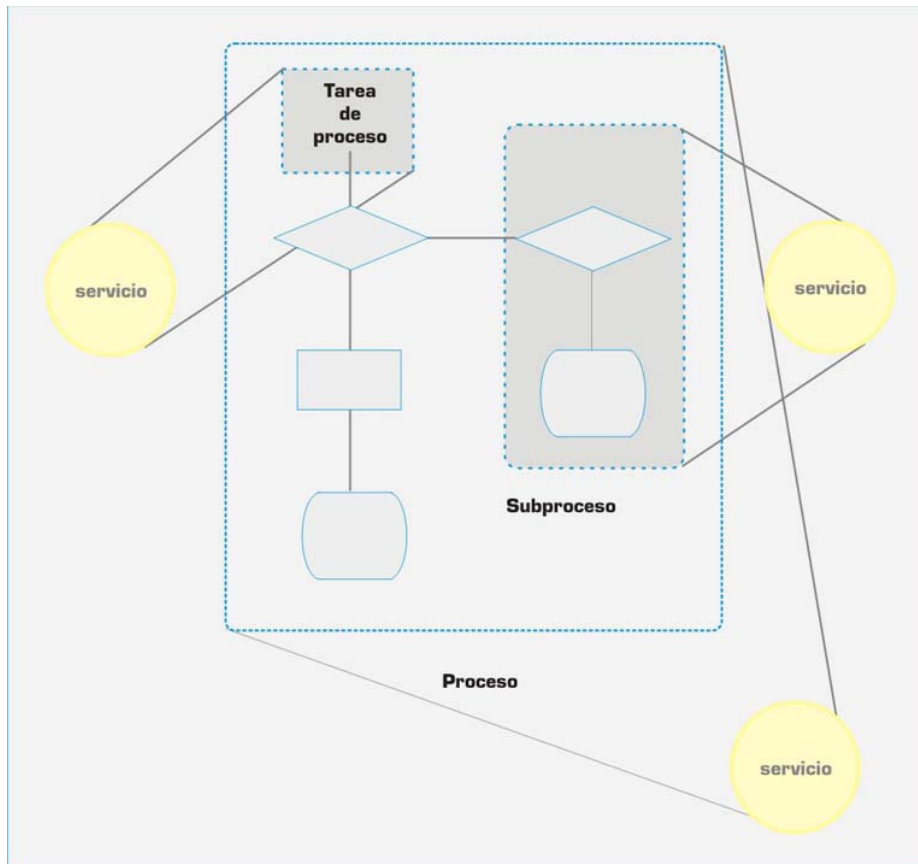 Tarea
de
proceso
servicio
servicio
Subproceso
Proceso
servicio